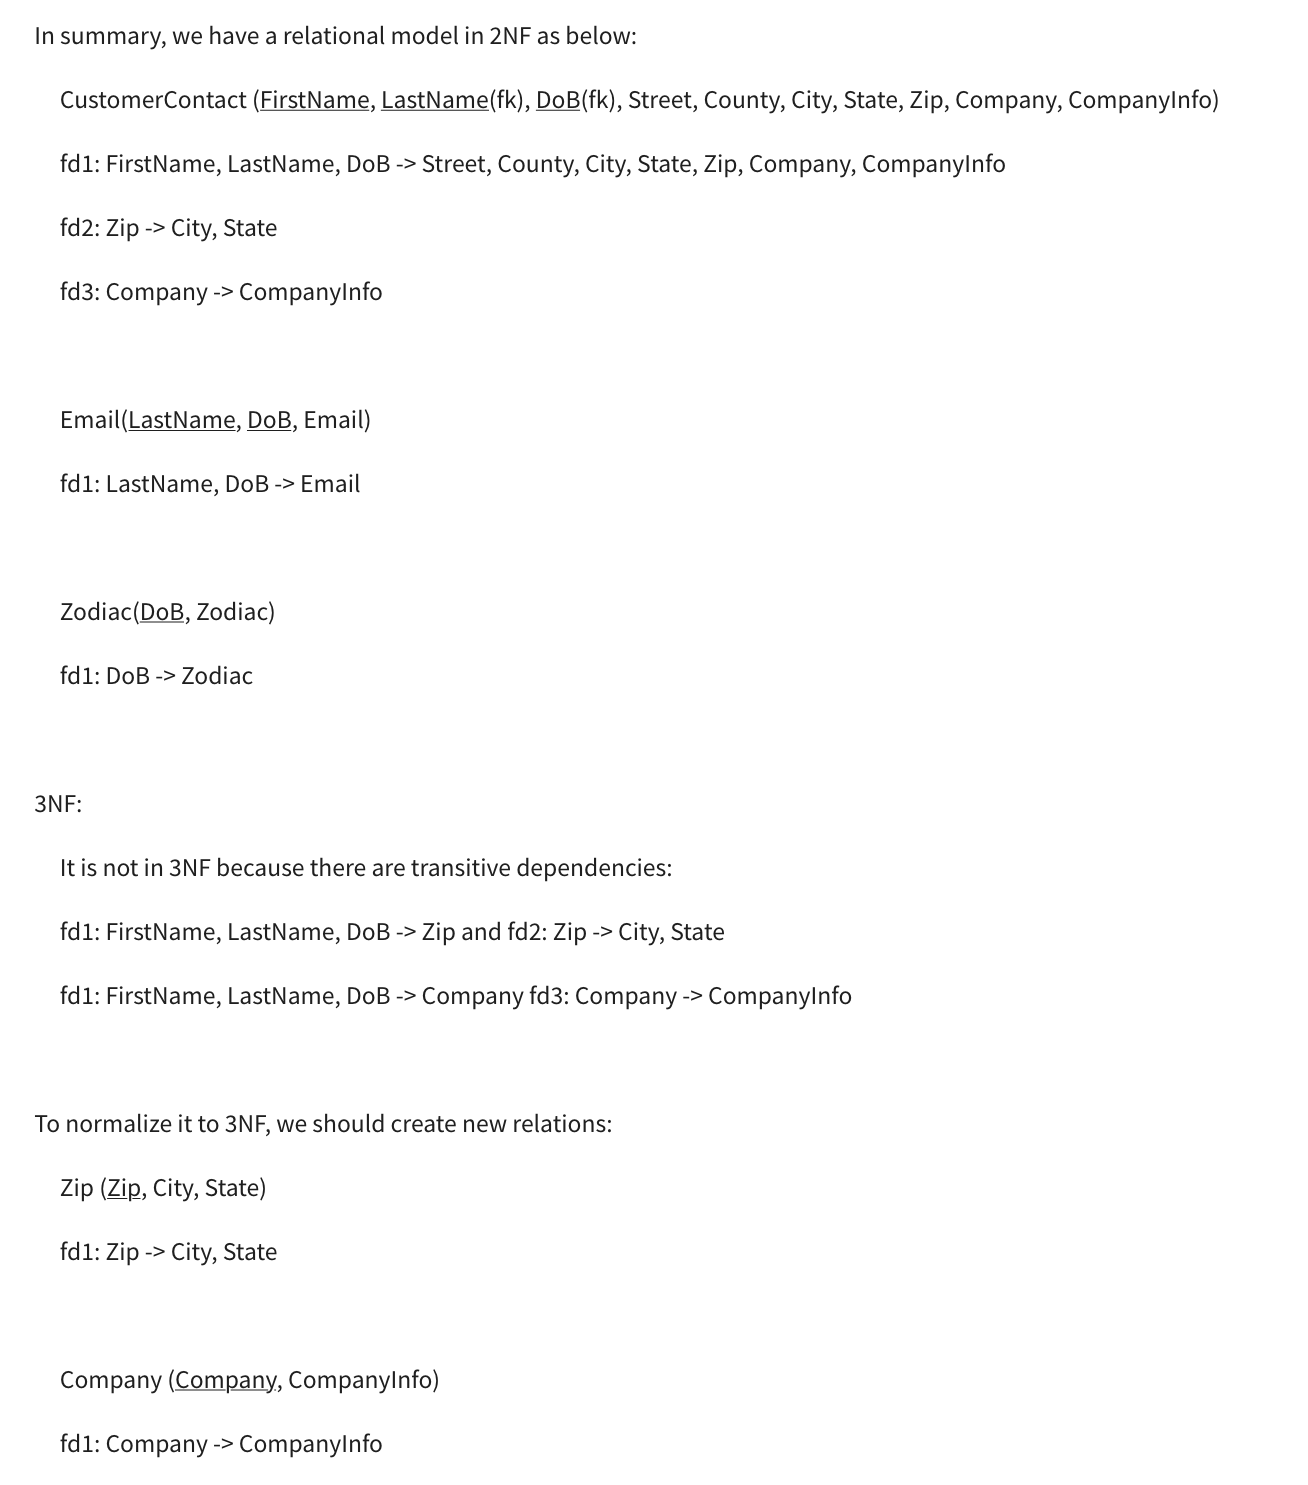 In summary, we have a relational model in 2NF as below:
CustomerContact (FirstName, LastName(fk), DoB(fk), Street, County, City, State, Zip, Company, CompanyInfo)
fd1: FirstName, LastName, DoB -> Street, County, City, State, Zip, Company, CompanyInfo
fd2: Zip -> City, State
fd3: Company -> CompanyInfo
Email(LastName, DoB, Email)
fd1: LastName, DoB -> Email
Zodiac(DoB, Zodiac)
fd1: DoB -> Zodiac
3NF:
It is not in 3NF because there are transitive dependencies:
fd1: FirstName, LastName, DoB -> Zip and fd2: Zip -> City, State
fd1: FirstName, LastName, DoB -> Company fd3: Company -> CompanyInfo
To normalize it to 3NF, we should create new relations:
Zip (Zip, City, State)
fd1: Zip -> City, State
Company (Company, CompanyInfo)
fd1: Company -> CompanyInfo